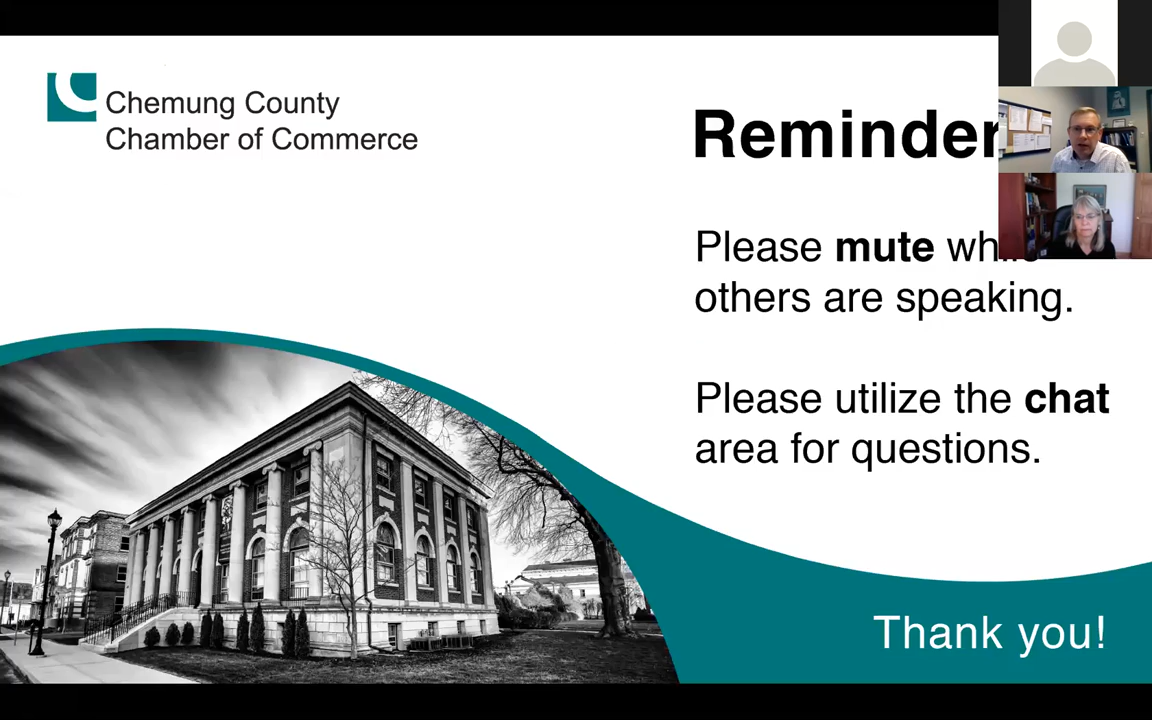 Chemung County
Chamber of Commerce
Reminder
Please mute while
others are speaking.
Please utilize the chat
area for questions.
Thank you!